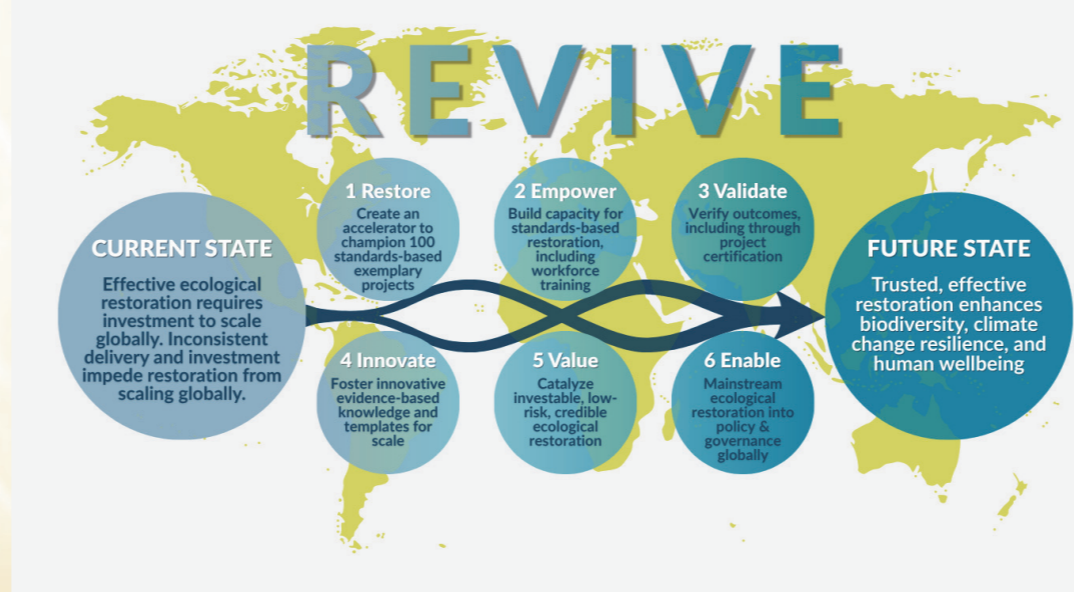 REVIVE
CURRENT STATE
Effective ecological
restoration requires
investment to scale
globally. Inconsistent
delivery and investment
impede restoration from
scaling globally.
1 Restore
Create an
accelerator to
champion 100
standards-based
exemplary
projects
2 Empower
Build capacity for
standards-based
restoration,
including
workforce
training
3 Validate
Verify outcomes,
including through
project
certification
4 Innovate
Foster innovative
evidence-based
knowledge and
templates for
scale
5 Value
Catalyze
investable, low-
risk, credible
ecological
restoration
6 Enable
Mainstream
ecological
restoration into
policy &
governance
globally
FUTURE STATE
Trusted, effective
restoration enhances
biodiversity, climate
change resilience, and
human wellbeing